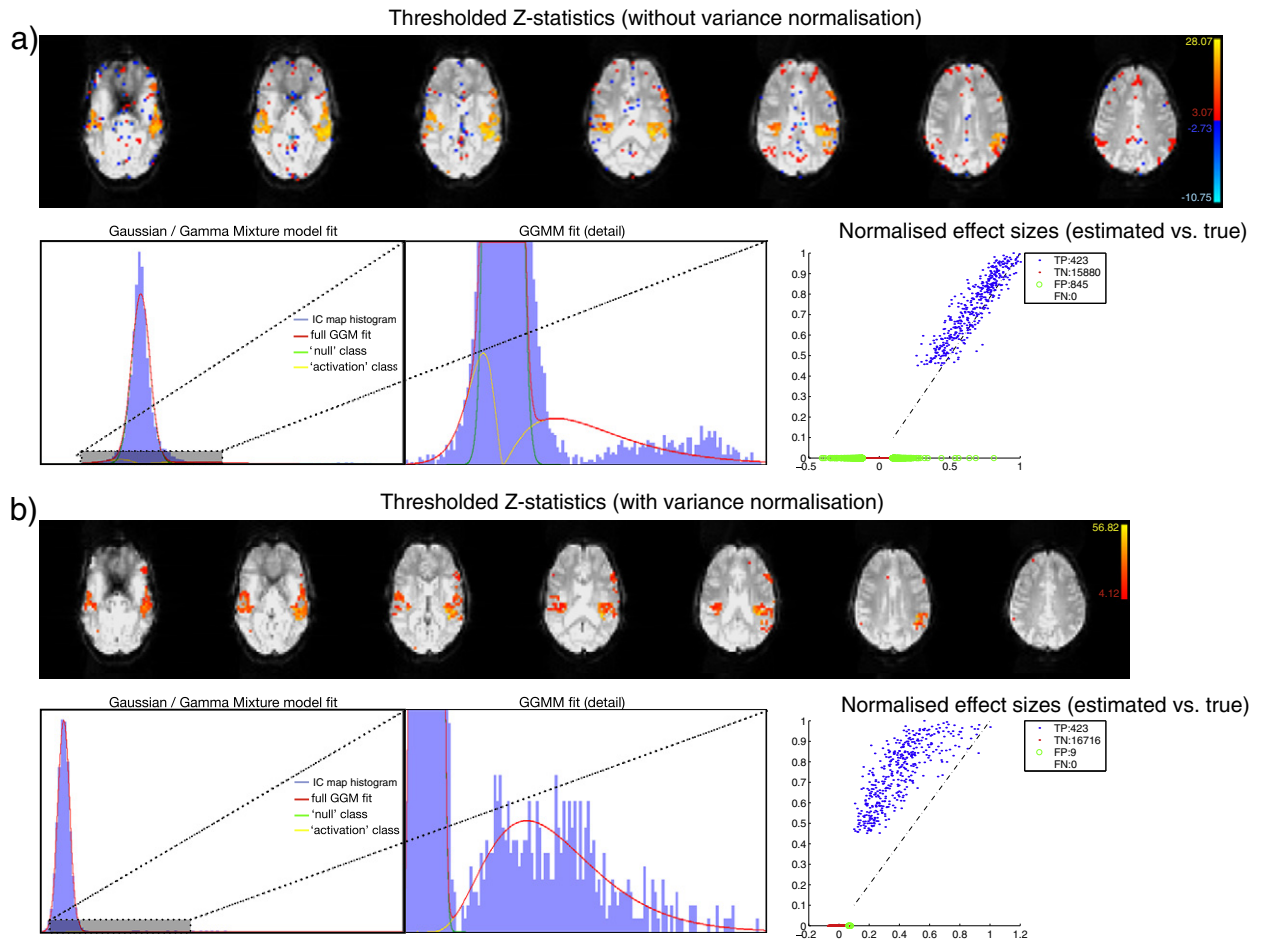 Thresholded Z-statistics (without variance normalisation)
a)
28.07
3.07
-2.73
-10.75
Gaussian / Gamma Mixture model fit
IC map histogram
full GGM fit
'null' class
'activation' class
GGMM fit (detail)
Normalised effect sizes (estimated vs. true)
TP:423
TN:15880
FP:845
FN:0
1
0.9
0.8
0.7
0.6
0.5
0.4
0.3
0.2
0.1
0
-0.5 0 0.5 1
Thresholded Z-statistics (with variance normalisation)
b)
56.82
4.12
Gaussian / Gamma Mixture model fit
IC map histogram
full GGM fit
'null' class
'activation' class
GGMM fit (detail)
Normalised effect sizes (estimated vs. true)
TP:423
TN:16716
FP:9
FN:0
1
0.9
0.8
0.7
0.6
0.5
0.4
0.3
0.2
0.1
0
-0.2 0 0.2 0.4 0.6 0.8 1 1.2